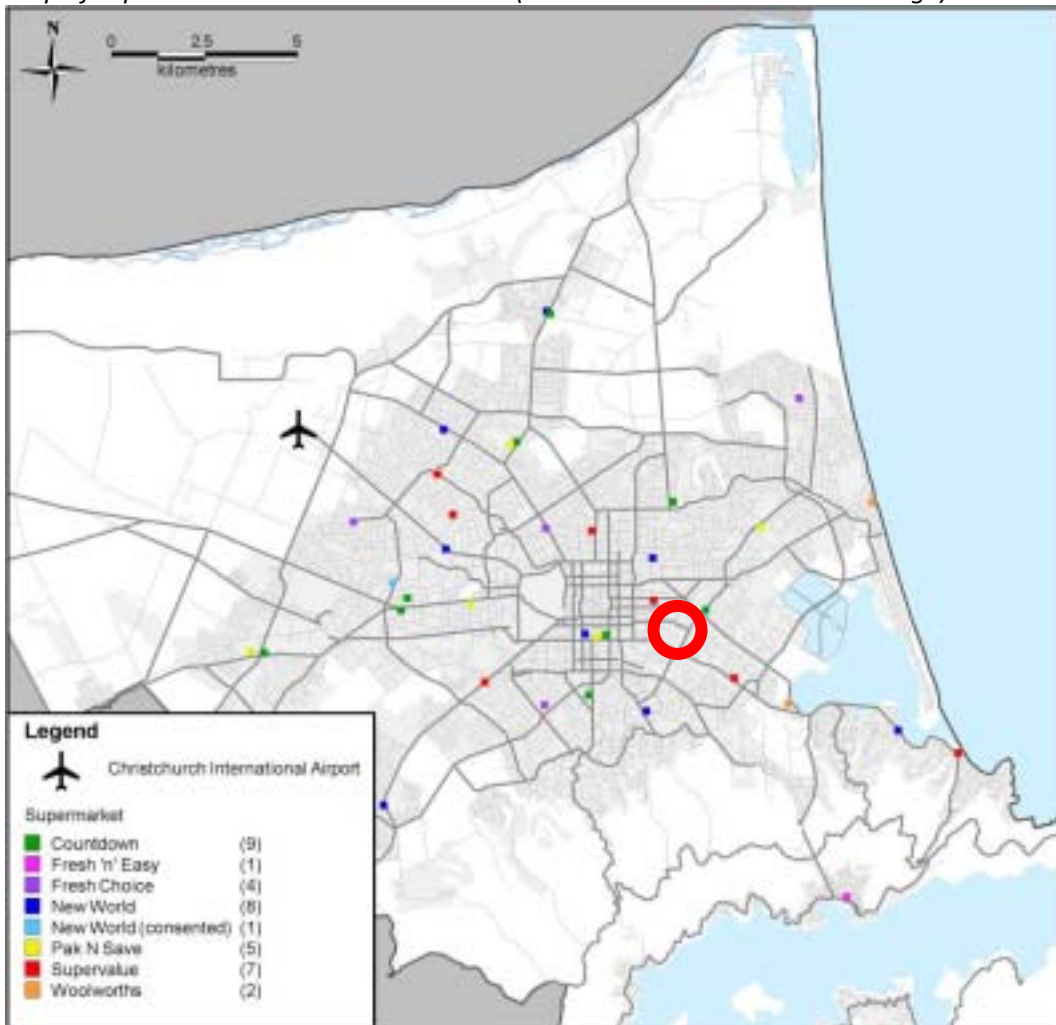 N
0 2.5 5
kilometres
Legend
Christchurch International Airport
Supermarket
Countdown (9)
Fresh 'n' Easy (1)
Fresh Choice (4)
New World (8)
New World (consented) (1)
Pak N Save (5)
Supervalue (7)
Woolworths (2)